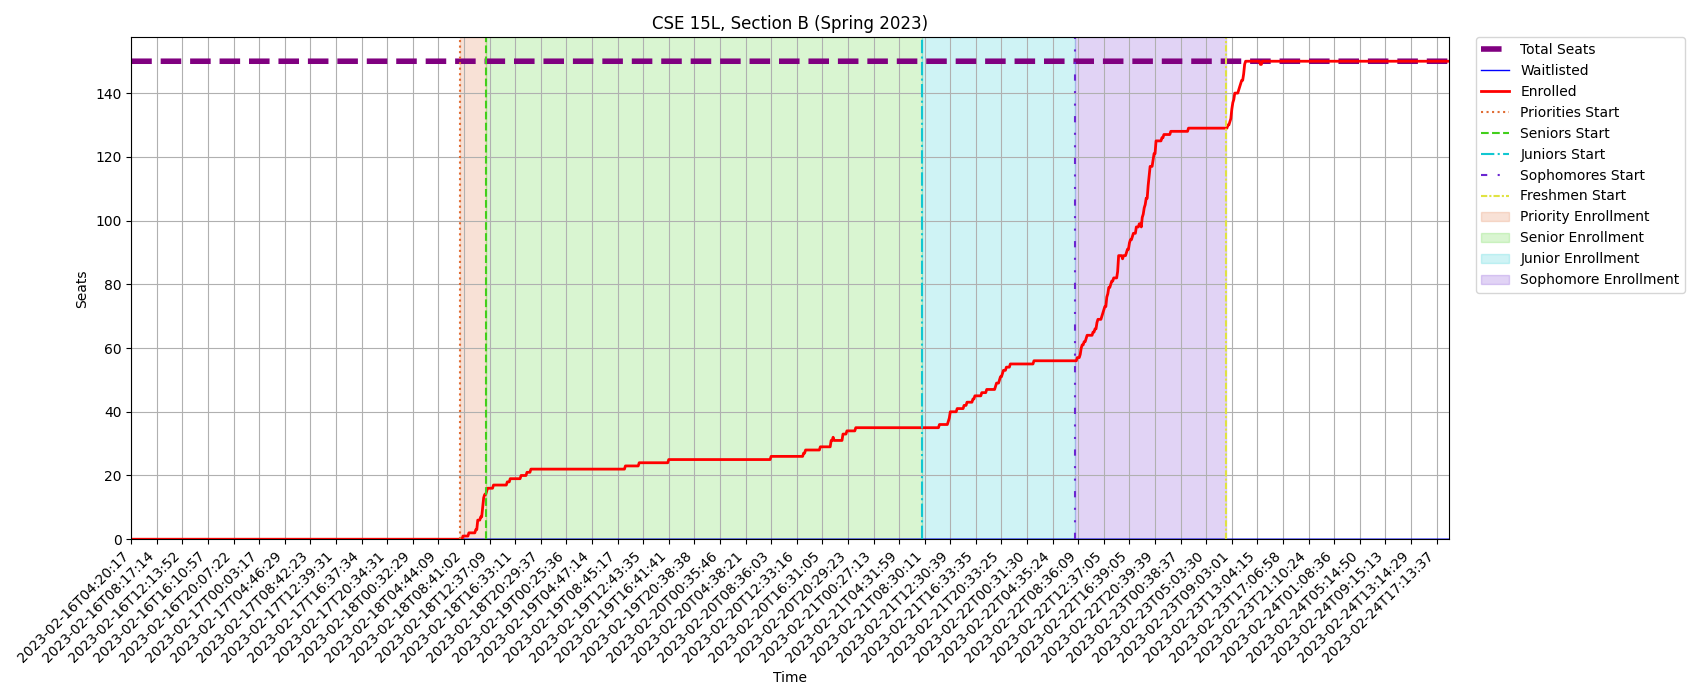 CSE 15L, Section B (Spring 2023)
Seats
140
120
100
80
60
40
20
0
2023-02-16T04:20:17
2023-02-16T08:17:14
2023-02-16T12:13:52
2023-02-16T16:10:57
2023-02-16T20:07:22
2023-02-17T00:03:17
2023-02-17T04:46:29
2023-02-17T08:42:23
2023-02-17T12:39:31
2023-02-17T16:37:34
2023-02-17T20:34:31
2023-02-18T00:32:29
2023-02-18T04:44:09
2023-02-18T08:41:02
2023-02-18T12:37:09
2023-02-18T16:33:11
2023-02-18T20:29:37
2023-02-19T00:25:36
2023-02-19T04:47:14
2023-02-19T08:45:17
2023-02-19T12:43:35
2023-02-19T16:41:41
2023-02-19T20:38:38
2023-02-20T00:35:46
2023-02-20T04:38:21
2023-02-20T08:36:03
2023-02-20T12:33:16
2023-02-20T16:31:05
2023-02-20T20:29:23
2023-02-21T00:27:13
2023-02-21T04:31:59
2023-02-21T08:30:11
2023-02-21T12:30:39
2023-02-21T16:33:35
2023-02-21T20:33:25
2023-02-22T00:31:30
2023-02-22T04:35:24
2023-02-22T08:36:09
2023-02-22T12:37:05
2023-02-22T16:39:05
2023-02-22T20:39:39
2023-02-23T00:38:37
2023-02-23T05:03:30
2023-02-23T09:03:01
2023-02-23T13:04:15
2023-02-23T17:06:58
2023-02-23T21:10:24
2023-02-24T01:08:36
2023-02-24T05:14:50
2023-02-24T09:15:13
2023-02-24T13:14:29
2023-02-24T17:13:37
Time
Total Seats
Waitlisted
Enrolled
Priorities Start
Seniors Start
Juniors Start
Sophomores Start
Freshmen Start
Priority Enrollment
Senior Enrollment
Junior Enrollment
Sophomore Enrollment